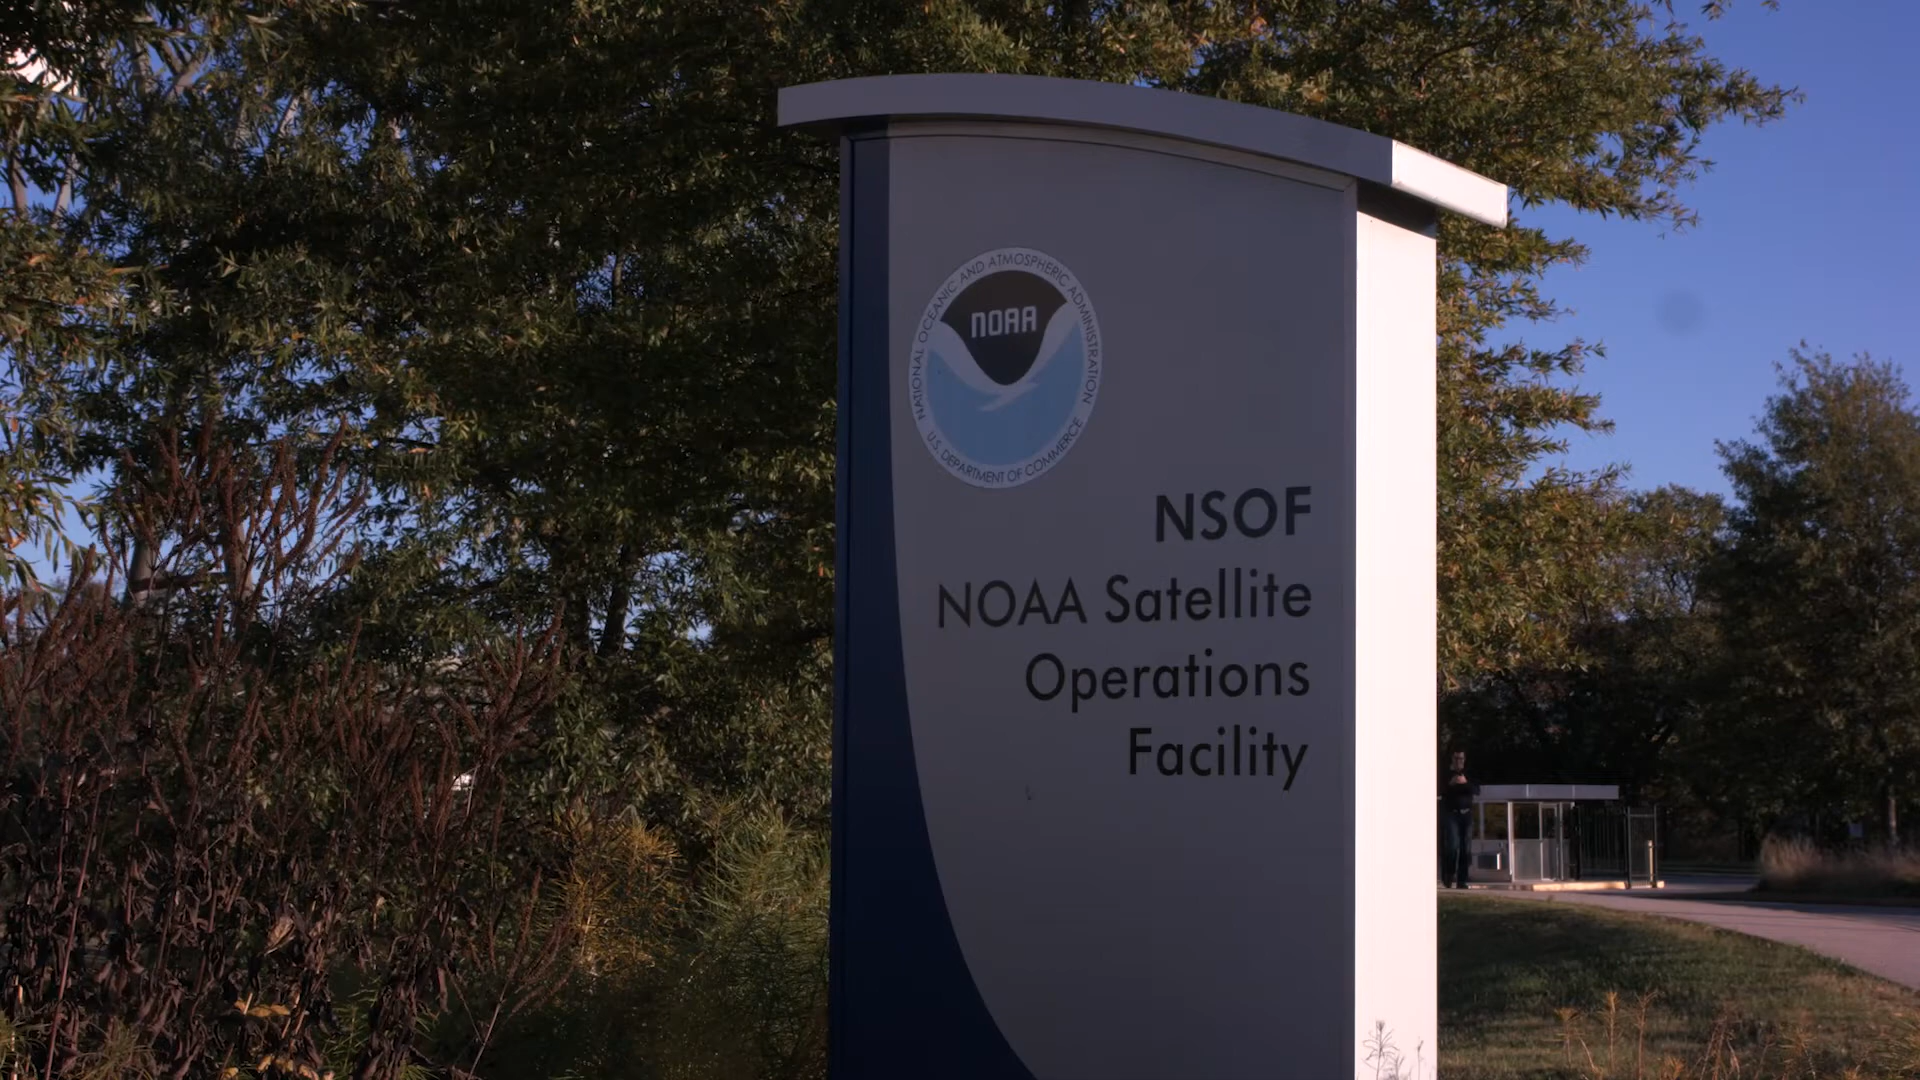 NATIONAL OCEANIC AND ATMOSPHERIC ADMINISTRATION
NOAA
U.S. DEPARTMENT OF COMMERCE
NSOF
NOAA Satellite
Operations
Facility